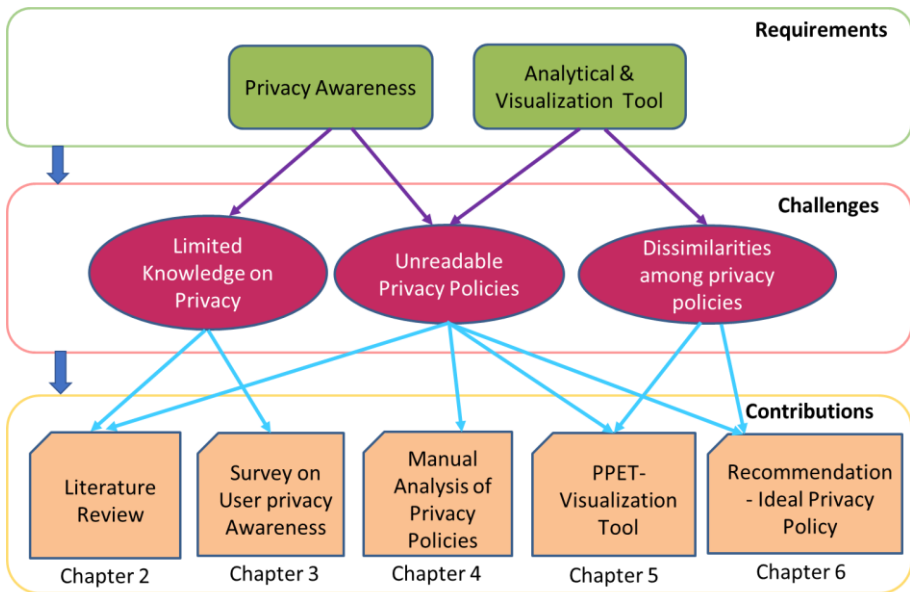 Requirements
Privacy Awareness
Analytical &
Visualization Tool
Challenges
Limited
Knowledge on
Privacy
Unreadable
Privacy Policies
Dissimilarities
among privacy
policies
Contributions
Literature
Review
Survey on
User privacy
Awareness
Manual
Analysis of
Privacy
Policies
PPET-
Visualization
Tool
Recommendation
- Ideal Privacy
Policy
Chapter 2
Chapter 3
Chapter 4
Chapter 5
Chapter 6